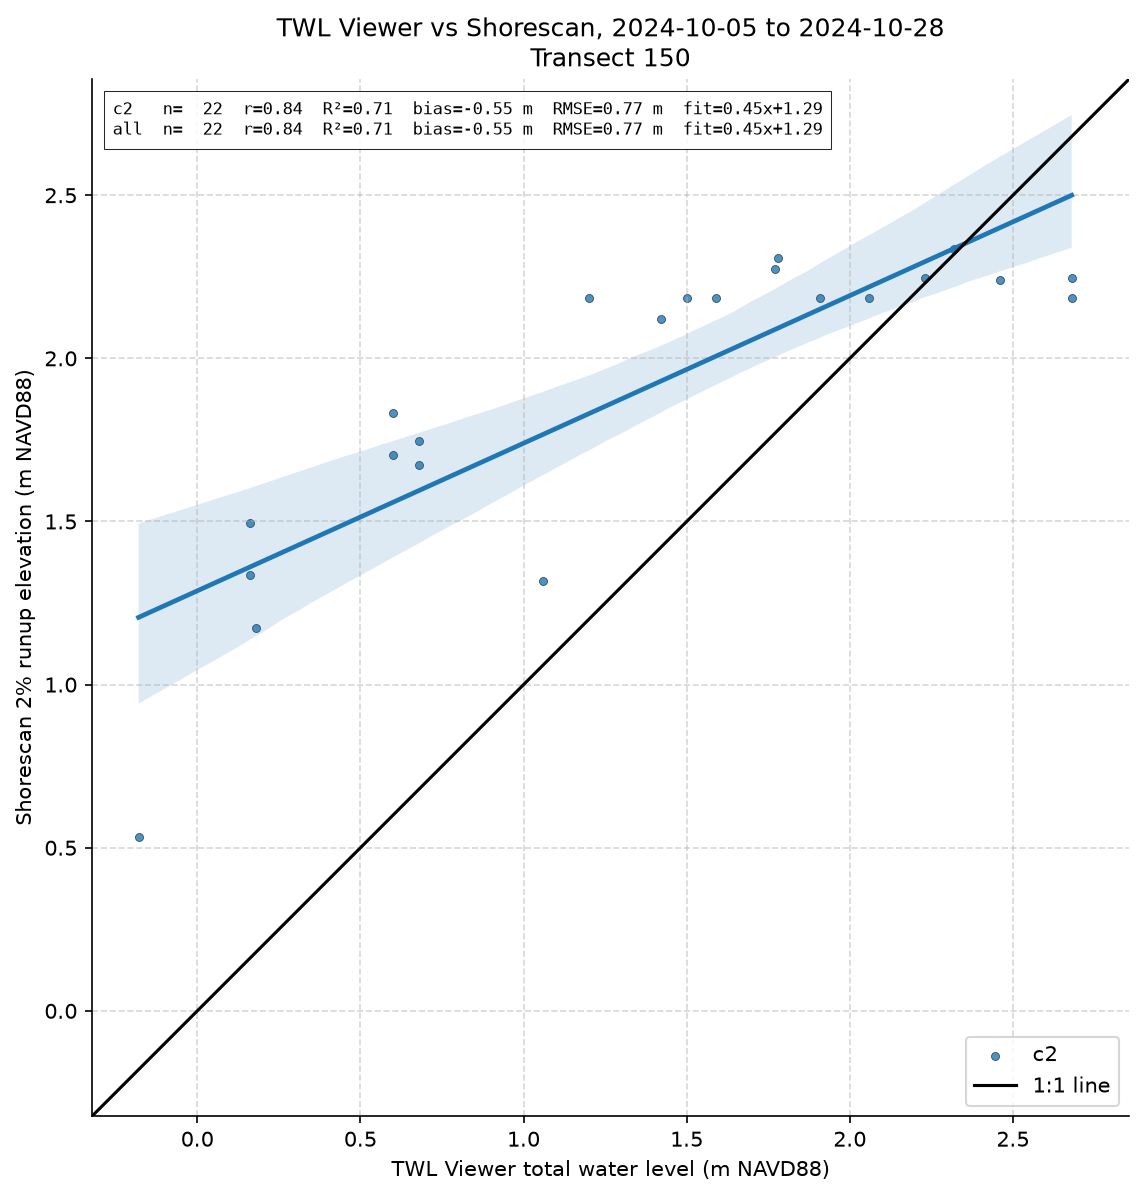 TWL Viewer vs Shorescan, 2024-10-05 to 2024-10-28
Transect 150
c2   n=  22  r=0.84  R²=0.71  bias=-0.55 m  RMSE=0.77 m  fit=0.45x+1.29
all  n=  22  r=0.84  R²=0.71  bias=-0.55 m  RMSE=0.77 m  fit=0.45x+1.29
Shorescan 2% runup elevation (m NAVD88)
2.5
2.0
1.5
1.0
0.5
0.0
c2
1:1 line
0.0 0.5 1.0 1.5 2.0 2.5
TWL Viewer total water level (m NAVD88)